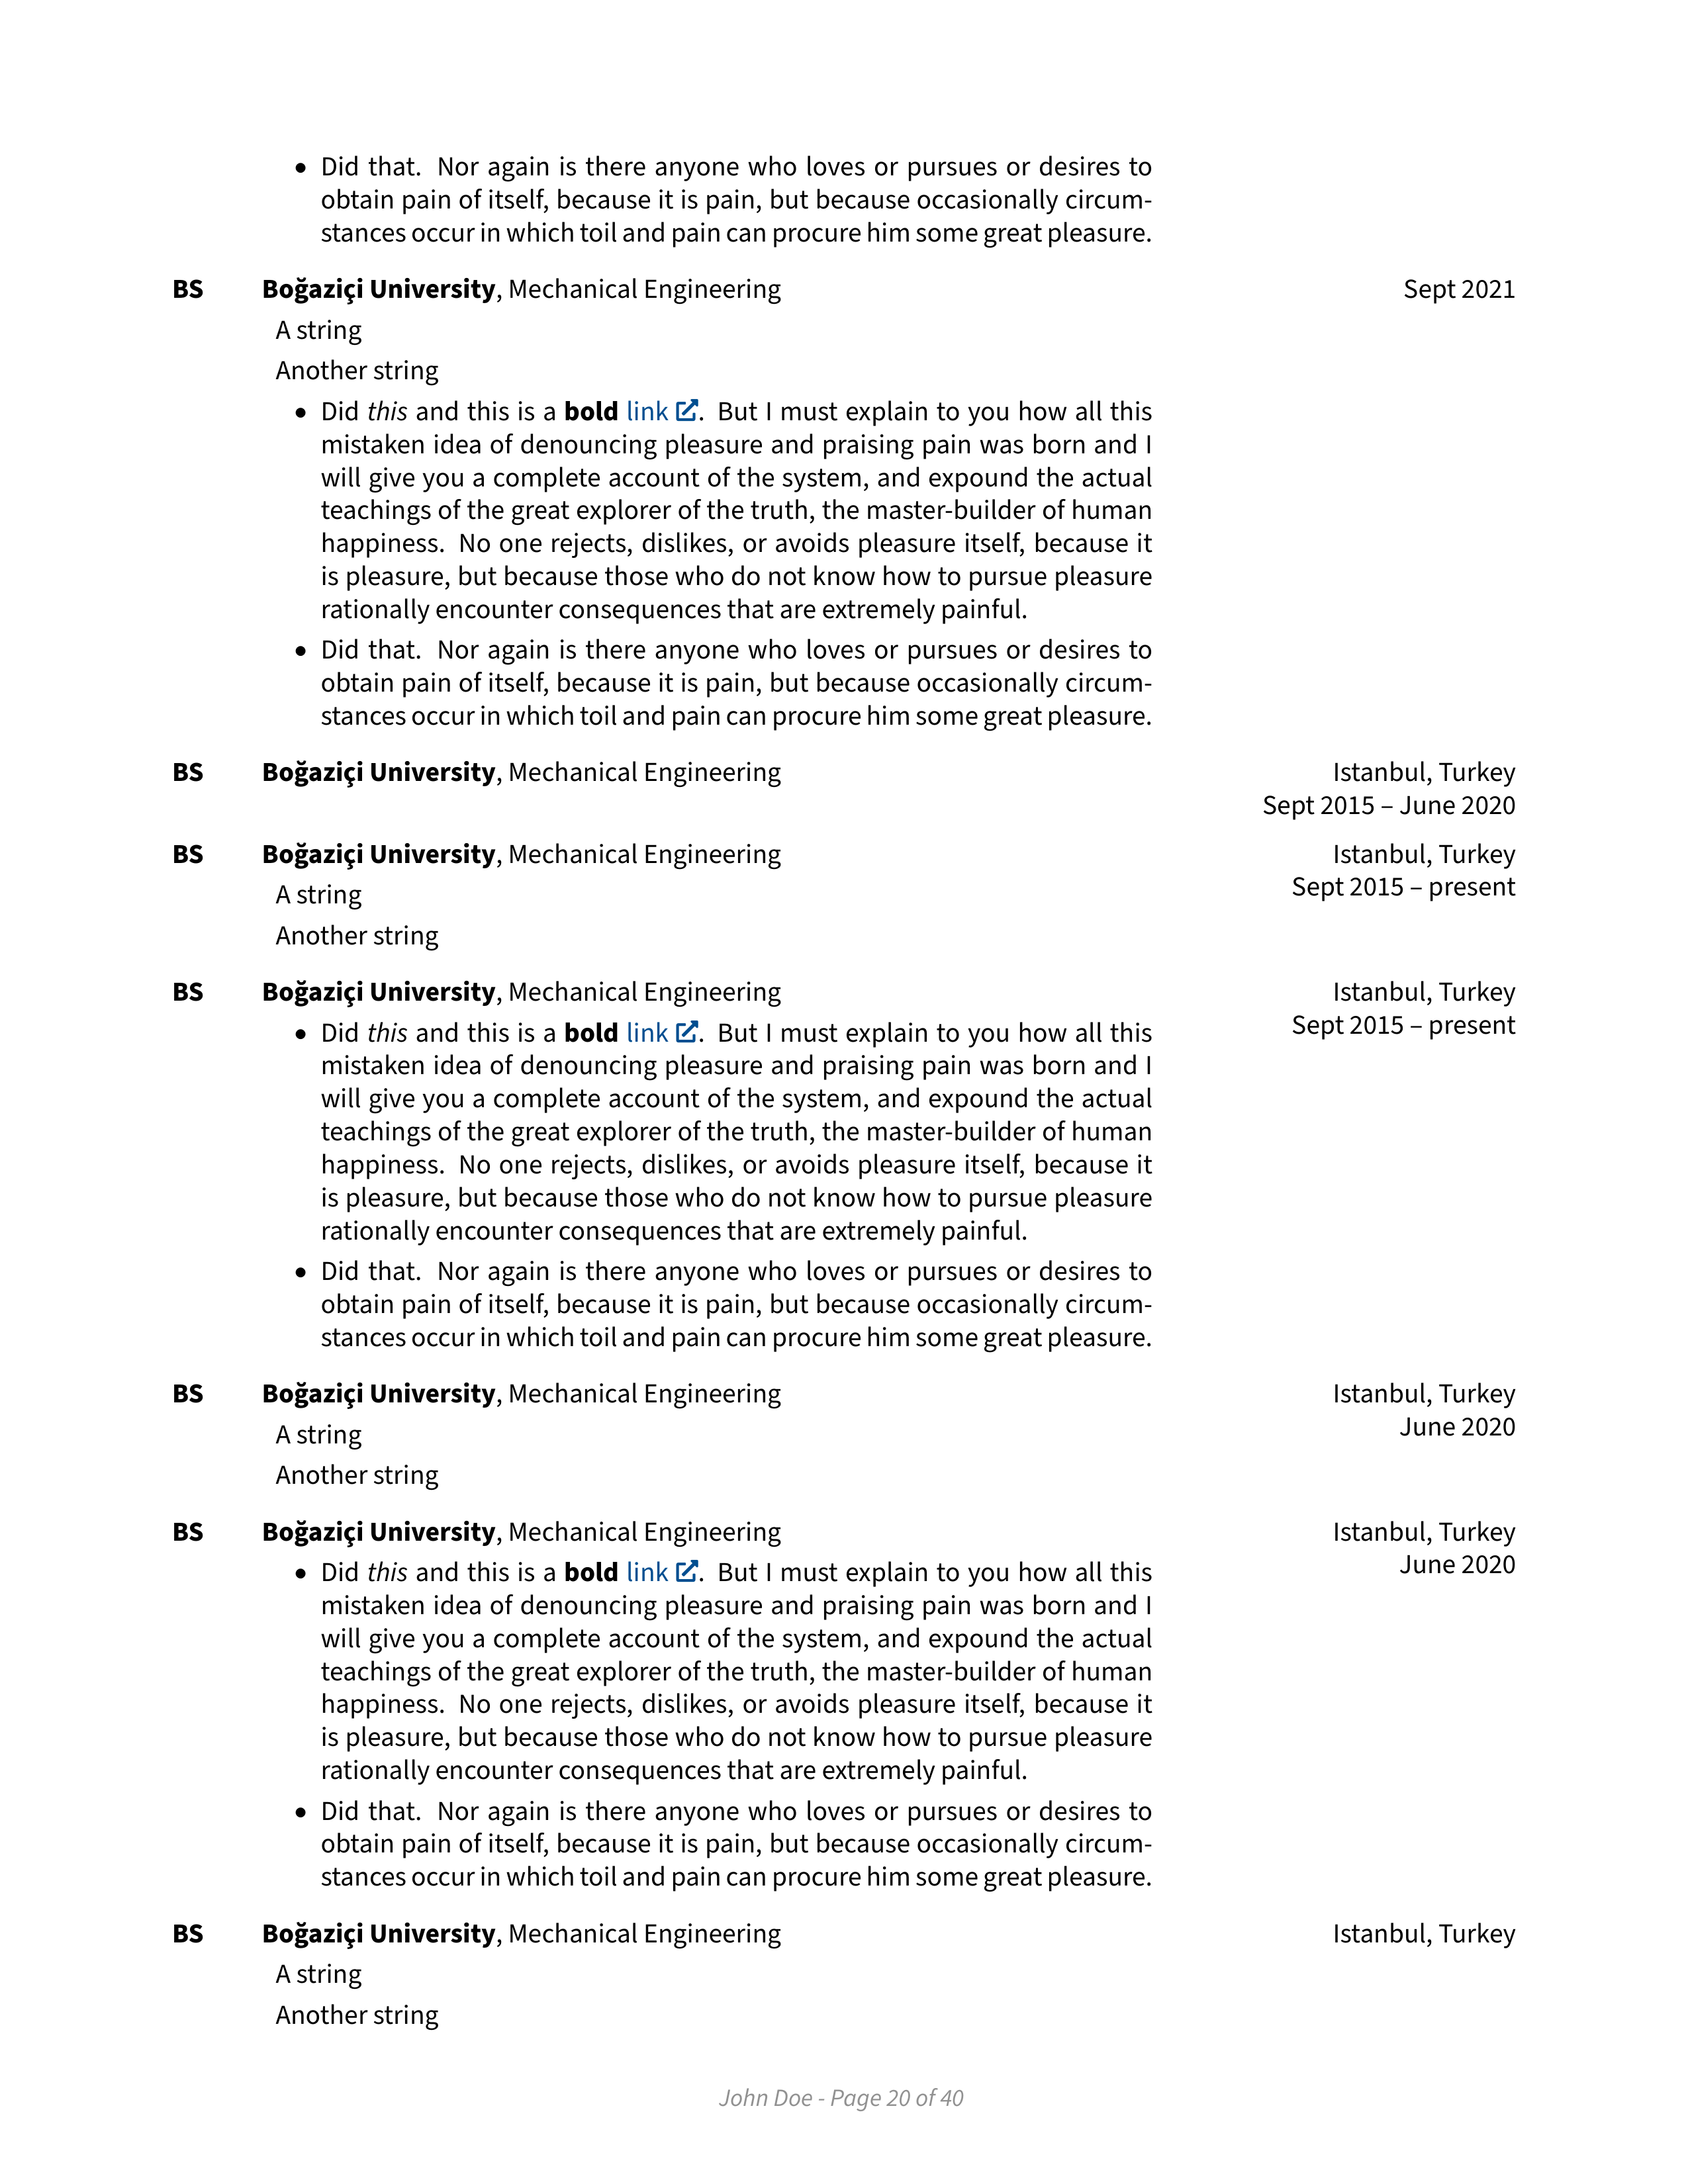 • Did that. Nor again is there anyone who loves or pursues or desires to
obtain pain of itself, because it is pain, but because occasionally circum-
stances occur in which toil and pain can procure him some great pleasure.
BS Boğaziçi University, Mechanical Engineering Sept 2021
A string
Another string
• Did this and this is a bold link. But I must explain to you how all this
mistaken idea of denouncing pleasure and praising pain was born and I
will give you a complete account of the system, and expound the actual
teachings of the great explorer of the truth, the master-builder of human
happiness. No one rejects, dislikes, or avoids pleasure itself, because it
is pleasure, but because those who do not know how to pursue pleasure
rationally encounter consequences that are extremely painful.
• Did that. Nor again is there anyone who loves or pursues or desires to
obtain pain of itself, because it is pain, but because occasionally circum-
stances occur in which toil and pain can procure him some great pleasure.
BS Boğaziçi University, Mechanical Engineering Istanbul, Turkey
Sept 2015 – June 2020
BS Boğaziçi University, Mechanical Engineering Istanbul, Turkey
Sept 2015 – present
A string
Another string
BS Boğaziçi University, Mechanical Engineering Istanbul, Turkey
Sept 2015 – present
• Did this and this is a bold link. But I must explain to you how all this
mistaken idea of denouncing pleasure and praising pain was born and I
will give you a complete account of the system, and expound the actual
teachings of the great explorer of the truth, the master-builder of human
happiness. No one rejects, dislikes, or avoids pleasure itself, because it
is pleasure, but because those who do not know how to pursue pleasure
rationally encounter consequences that are extremely painful.
• Did that. Nor again is there anyone who loves or pursues or desires to
obtain pain of itself, because it is pain, but because occasionally circum-
stances occur in which toil and pain can procure him some great pleasure.
BS Boğaziçi University, Mechanical Engineering Istanbul, Turkey
June 2020
A string
Another string
BS Boğaziçi University, Mechanical Engineering Istanbul, Turkey
June 2020
• Did this and this is a bold link. But I must explain to you how all this
mistaken idea of denouncing pleasure and praising pain was born and I
will give you a complete account of the system, and expound the actual
teachings of the great explorer of the truth, the master-builder of human
happiness. No one rejects, dislikes, or avoids pleasure itself, because it
is pleasure, but because those who do not know how to pursue pleasure
rationally encounter consequences that are extremely painful.
• Did that. Nor again is there anyone who loves or pursues or desires to
obtain pain of itself, because it is pain, but because occasionally circum-
stances occur in which toil and pain can procure him some great pleasure.
BS Boğaziçi University, Mechanical Engineering Istanbul, Turkey
A string
Another string
John Doe - Page 20 of 40